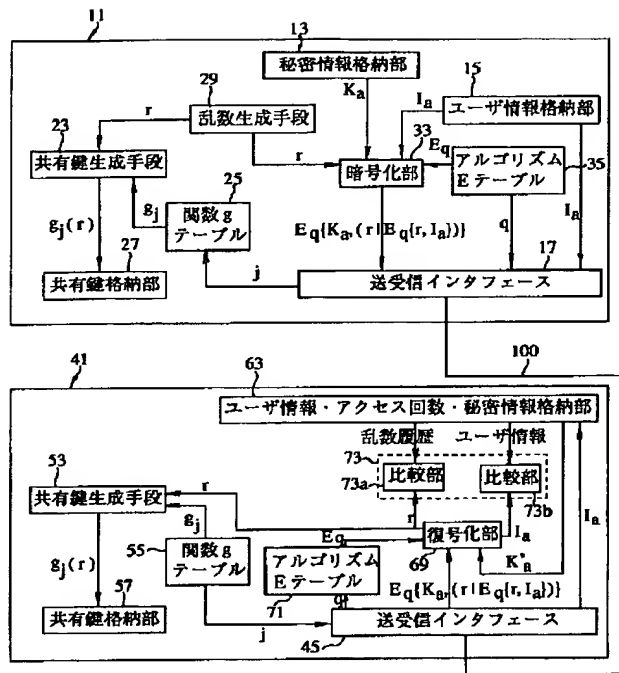 11
13
秘密情報格納部
Ka
29
乱数生成手段
15
Ia
ユーザ情報格納部
r
23
共有鍵生成手段
r
33
暗号化部
Eq
アルゴリズム
Eテーブル
35
25
関数g
テーブル
gj
gj(r)
27
共有鍵格納部
Eq{Ka,(r|Eq{r,Ia})}
q
Ia
17
j
送受信インタフェース
100
41
63
ユーザ情報・アクセス回数・秘密情報格納部
乱数履歴
ユーザ情報
73
73a
比較部
比較部
73b
53
共有鍵生成手段
r
gj
r
Ia
Ia
Eq
復号化部
69
K'a
gj(r)
55
関数g
テーブル
アルゴリズム
Eテーブル
71
q
Eq{Ka,(r|Eq{r,Ia})}
57
共有鍵格納部
j
送受信インタフェース
45